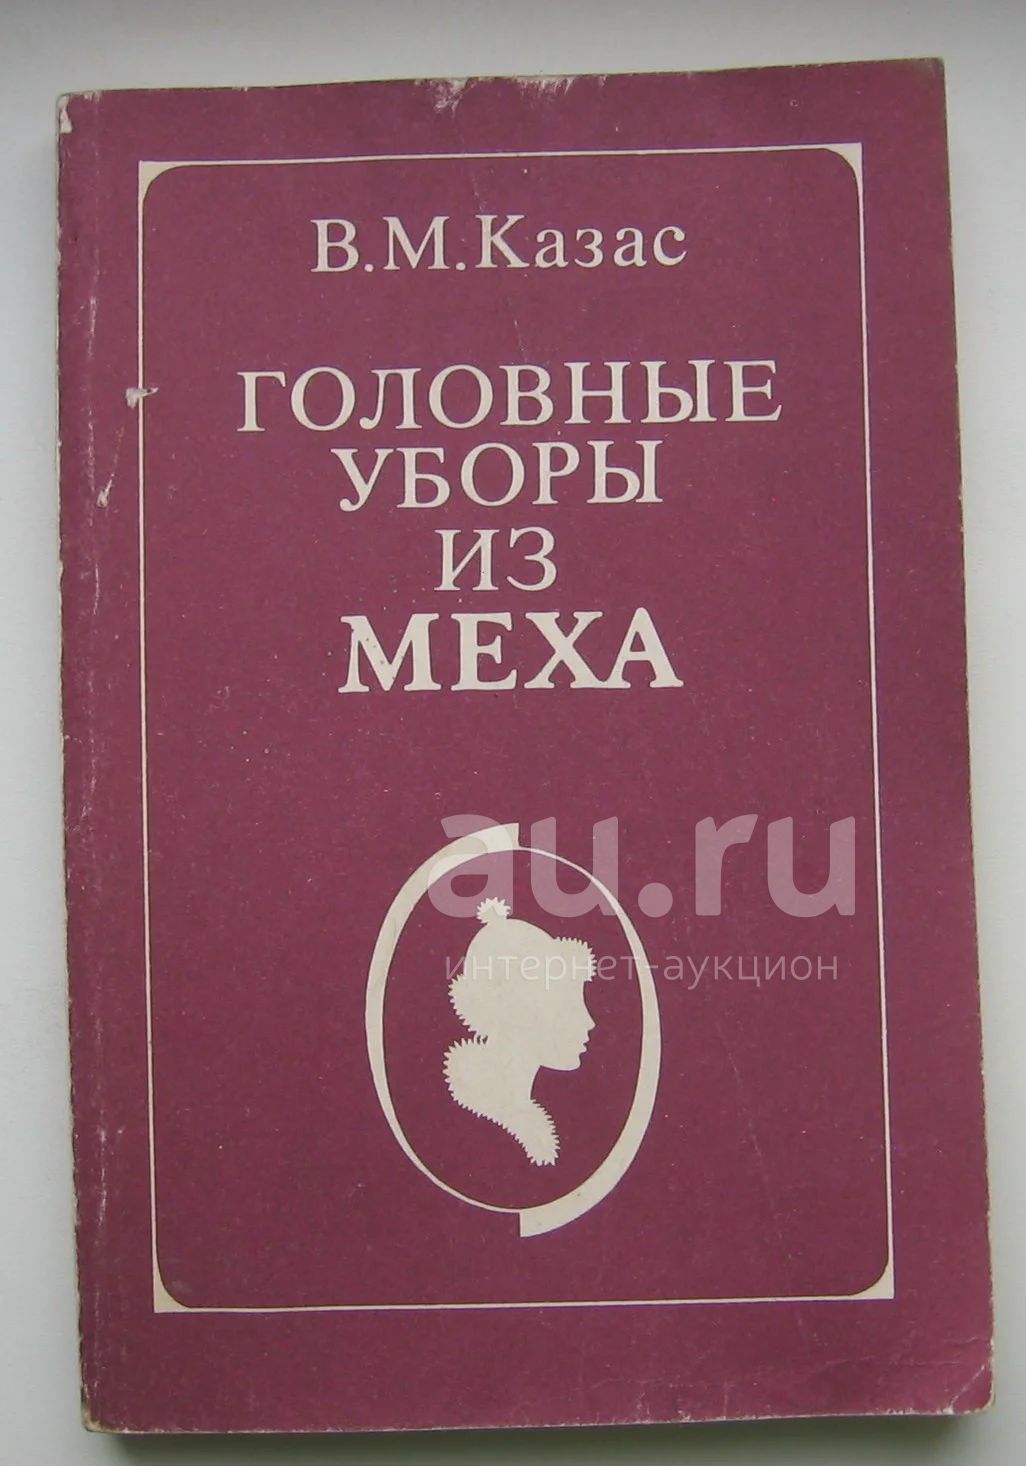 В.М.Казас
ГОЛОВНЫЕ
УБОРЫ
ИЗ
МЕХА
au.ru
интернет-аукцион